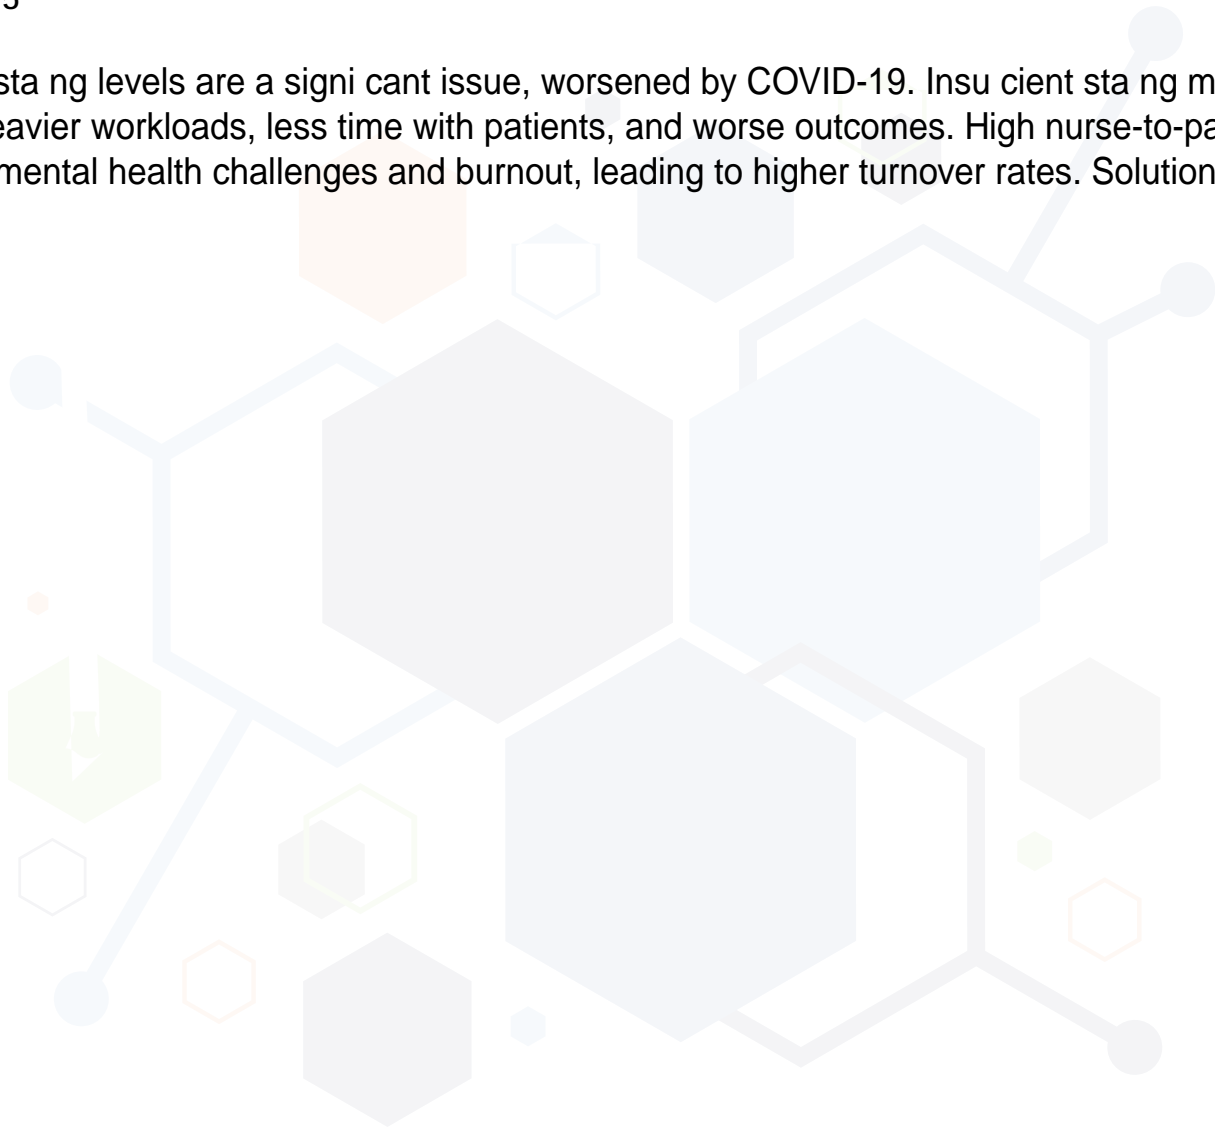 sta ng levels are a signi cant issue, worsened by COVID-19. Insu cient sta ng m
eavier workloads, less time with patients, and worse outcomes. High nurse-to-pa
mental health challenges and burnout, leading to higher turnover rates. Solution